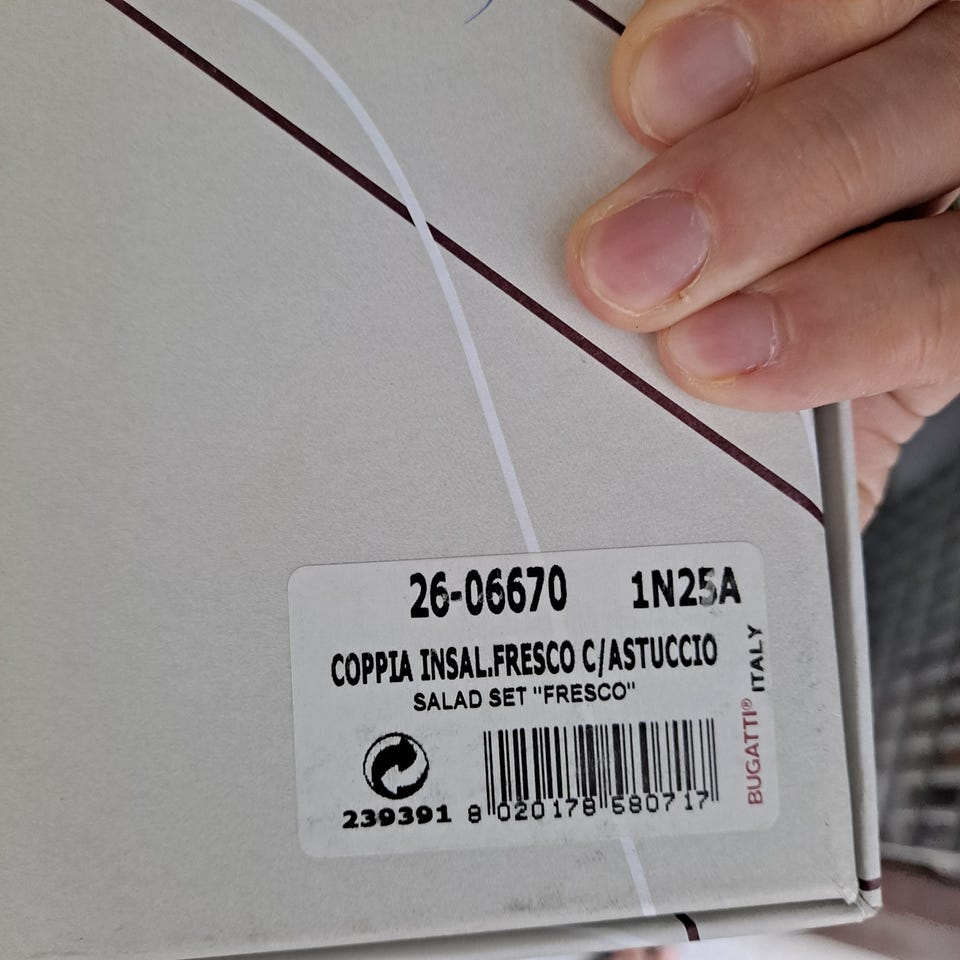 26-06670 1N25A
COPPIA INSAL.FRESCO C/ASTUCCIO
SALAD SET "FRESCO"
239391 8 020178 580717
BUGATTI® ITALY